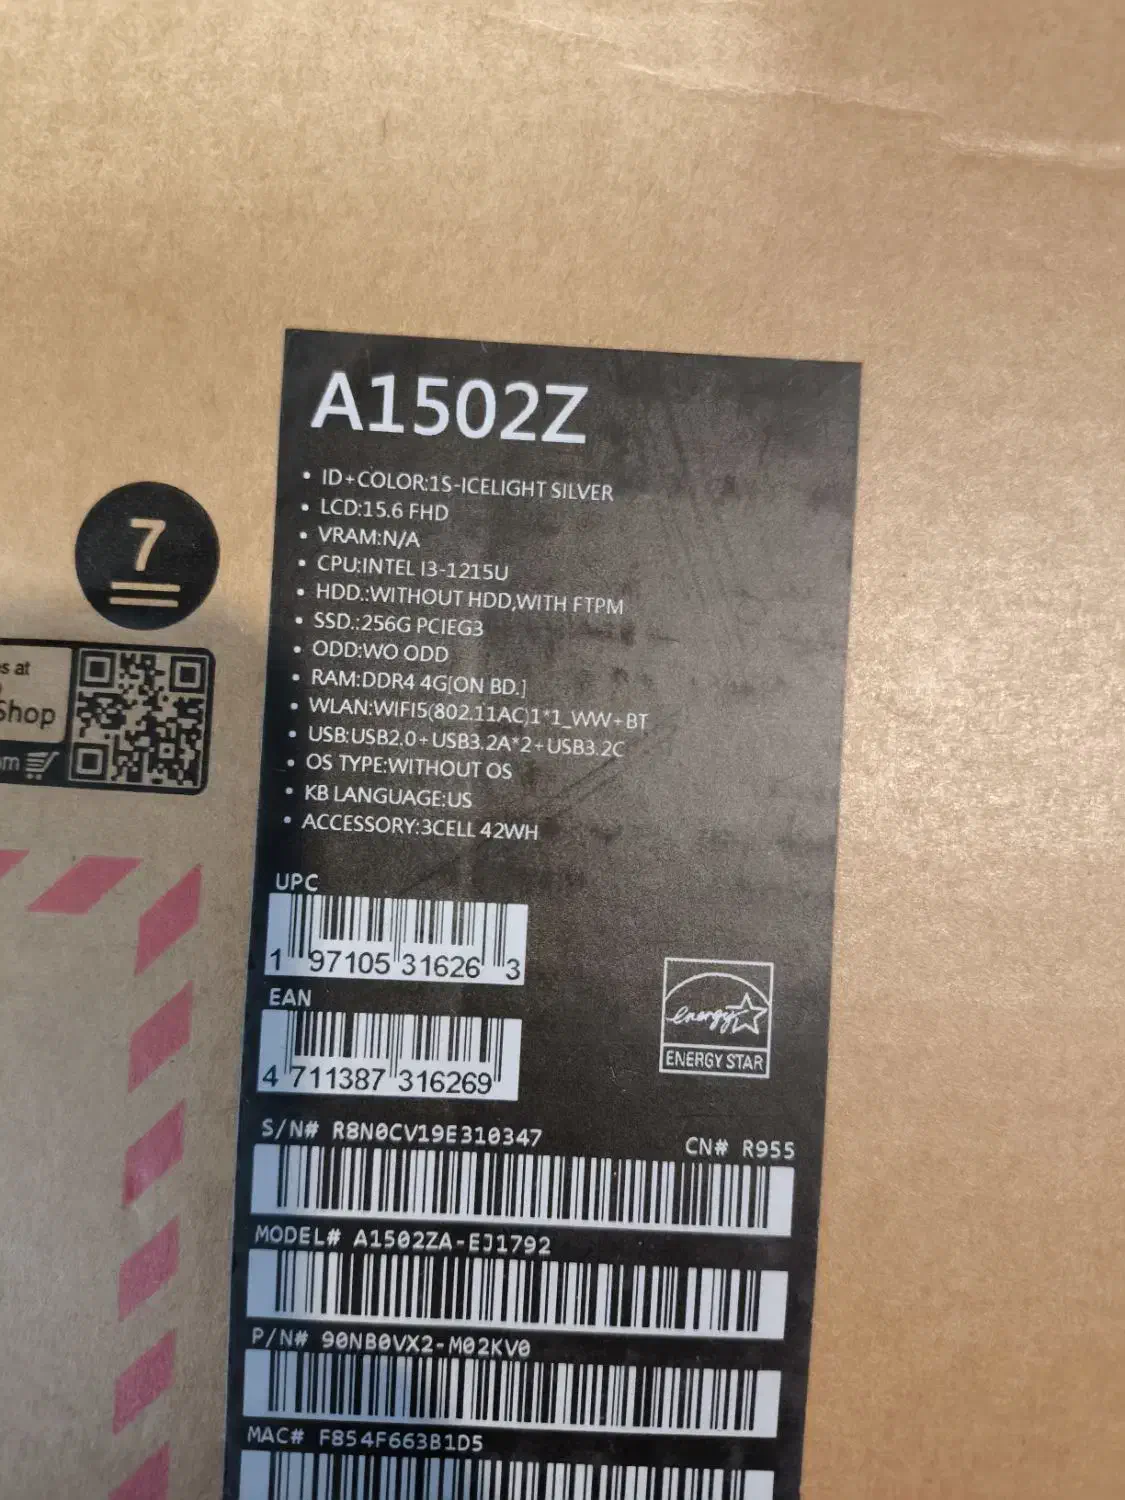 A1502Z
• ID+COLOR:1S-ICELIGHT SILVER
• LCD:15.6 FHD
• VRAM:N/A
• CPU:INTEL I3-1215U
• HDD.:WITHOUT HDD,WITH FTPM
• SSD.:256G PCIEG3
• ODD:WO ODD
• RAM:DDR4 4G[ON BD.]
• WLAN:WIFI5(802.11AC)1*1_WW+BT
• USB:USB2.0+USB3.2A*2+USB3.2C
• OS TYPE:WITHOUT OS
• KB LANGUAGE:US
• ACCESSORY:3CELL 42WH
7
s at
Shop
m
UPC
1 97105 31626 3
EAN
4 711387 316269
energy
ENERGY STAR
S/N# R8N0CV19E310347 CN# R955
MODEL# A1502ZA-EJ1792
P/N# 90NB0VX2-M02KV0
MAC# F854F663B1D5